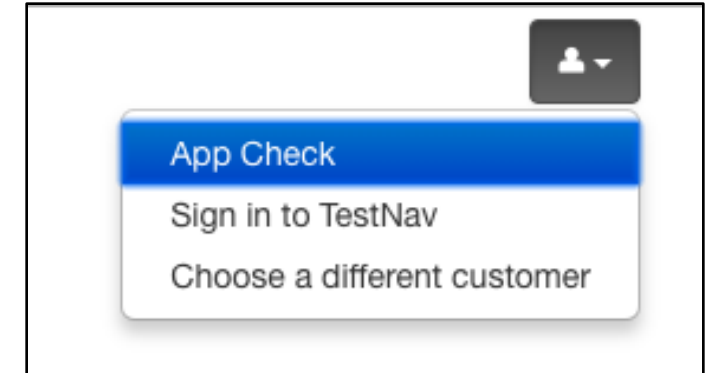 App Check
Sign in to TestNav
Choose a different customer